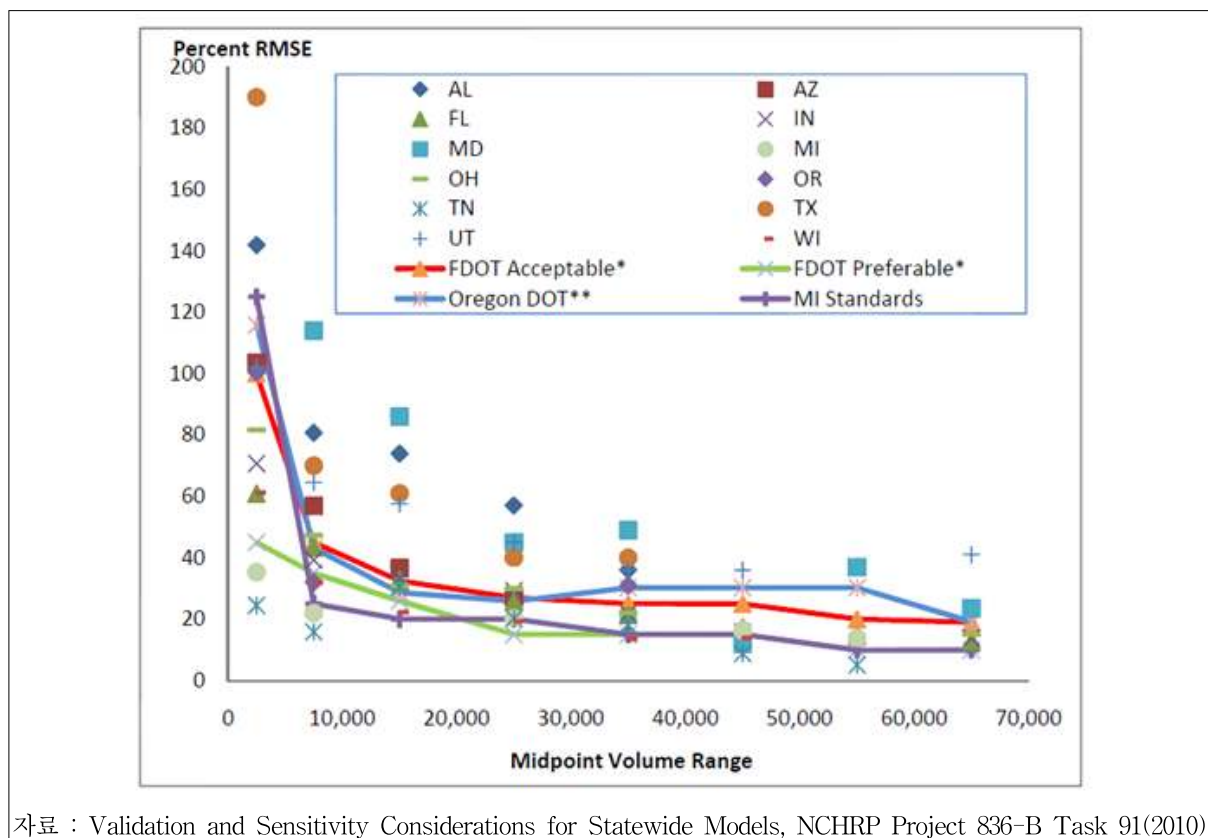 Percent RMSE
200
180
160
140
120
100
80
60
40
20
0
AL
AZ
FL
IN
MD
MI
OH
OR
TN
TX
UT
WI
FDOT Acceptable*
FDOT Preferable*
Oregon DOT**
MI Standards
0
10,000
20,000
30,000
40,000
50,000
60,000
70,000
Midpoint Volume Range
자료 : Validation and Sensitivity Considerations for Statewide Models, NCHRP Project 836-B Task 91(2010)